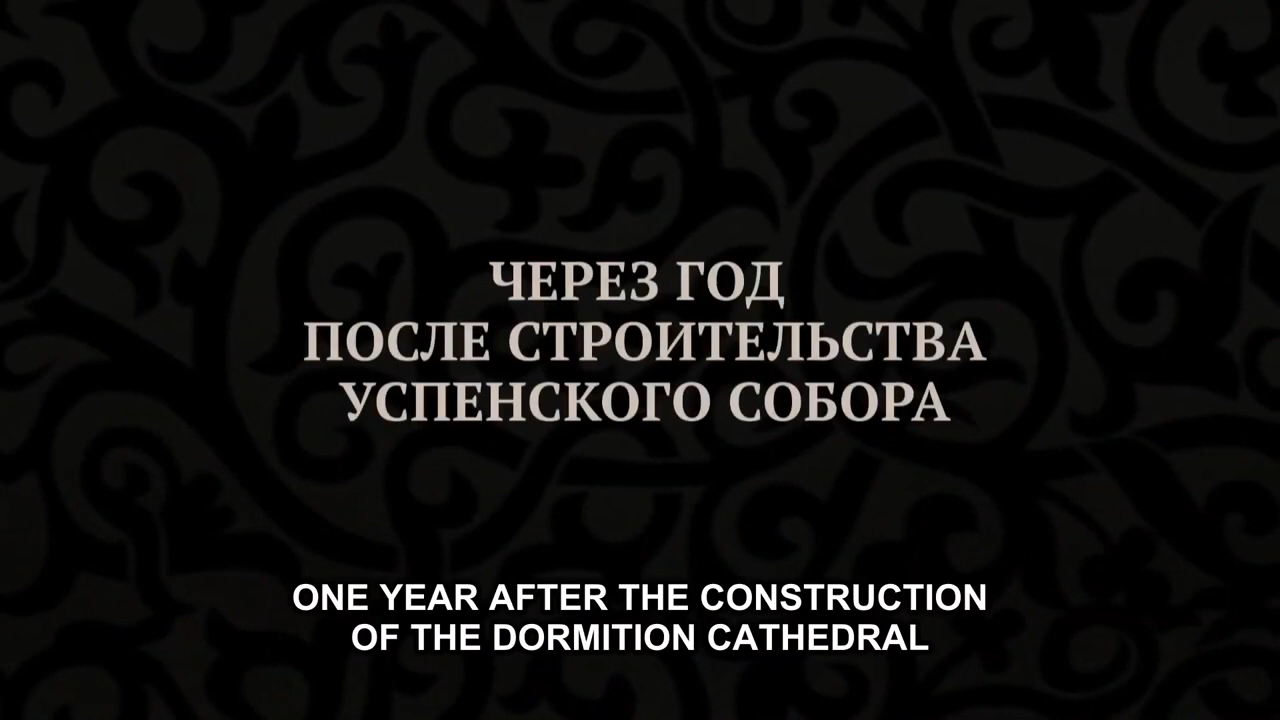 ЧЕРЕЗ ГОД
ПОСЛЕ СТРОИТЕЛЬСТВА
УСПЕНСКОГО СОБОРА
ONE YEAR AFTER THE CONSTRUCTION
OF THE DORMITION CATHEDRAL